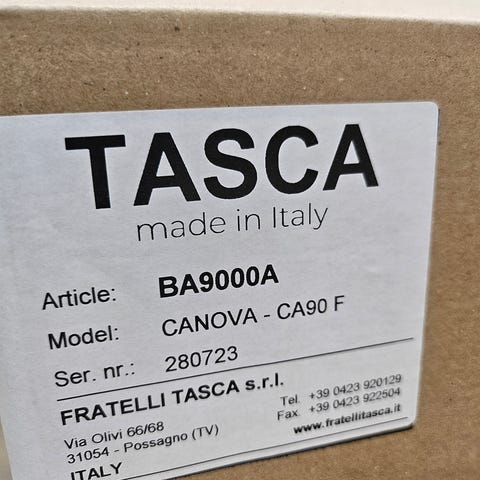 TASCA
made in Italy
Article: BA9000A
Model: CANOVA - CA90 F
Ser. nr.: 280723
FRATELLI TASCA s.r.l.
Via Olivi 66/68
31054 - Possagno (TV)
ITALY
Tel. +39 0423 920129
Fax. +39 0423 922504
www.fratellitasca.it